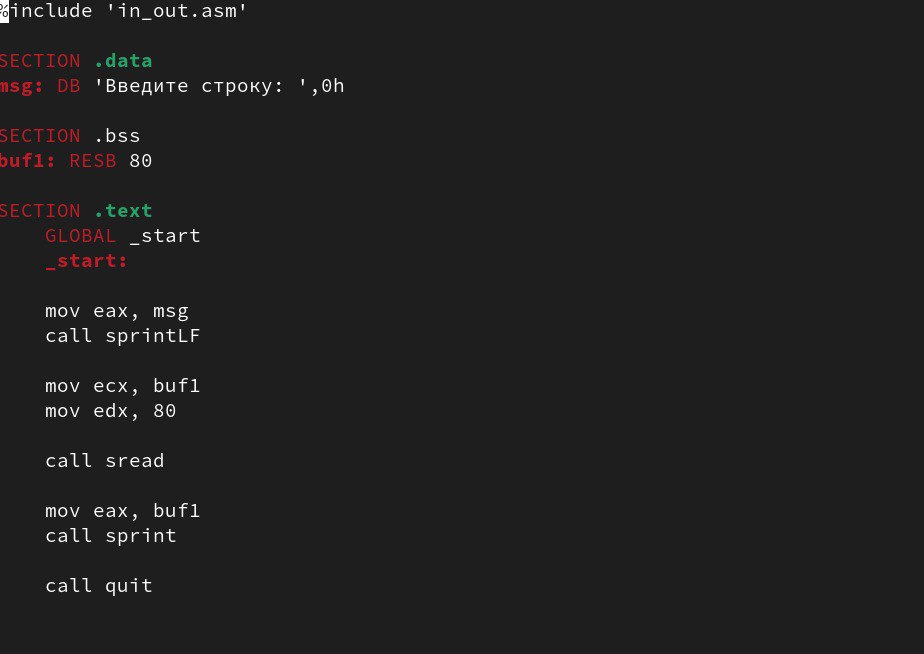 %include 'in_out.asm'
SECTION .data
msg: DB 'Введите строку: ',0h
SECTION .bss
buf1: RESB 80
SECTION .text
GLOBAL _start
_start:
mov eax, msg
call sprintLF
mov ecx, buf1
mov edx, 80
call sread
mov eax, buf1
call sprint
call quit